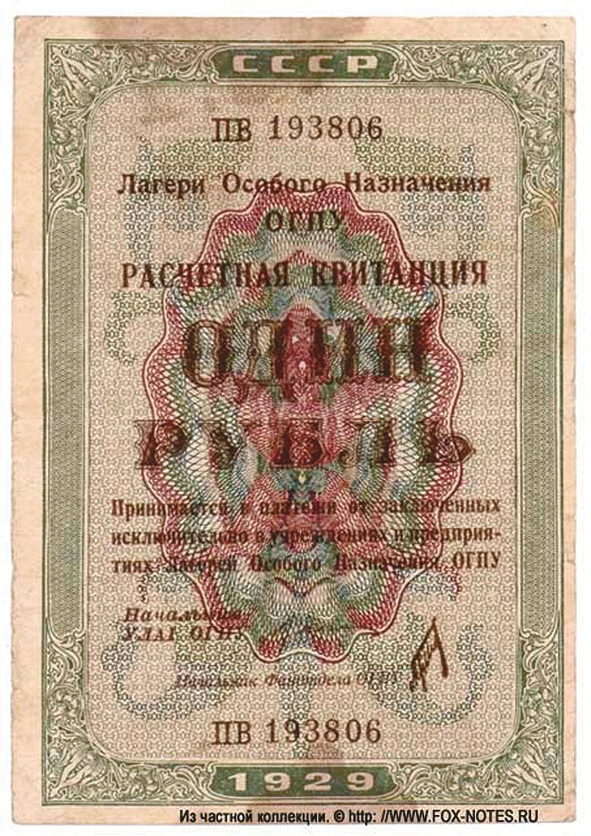 СССР
ПВ 193806
Лагери Особого Назначения
ОГПУ
РАСЧЕТНАЯ КВИТАНЦИЯ
ОДИН
РУБЛЬ
Принимается в платежи от заключенных
исключительно в учреждениях и предприя-
тиях Лагерей Особого Назначения ОГПУ
Начальник
УЛАГ ОГПУ
Начальник Финотдела ОГПУ
ПВ 193806
1929
Из частной коллекции. © http: //WWW.FOX-NOTES.RU